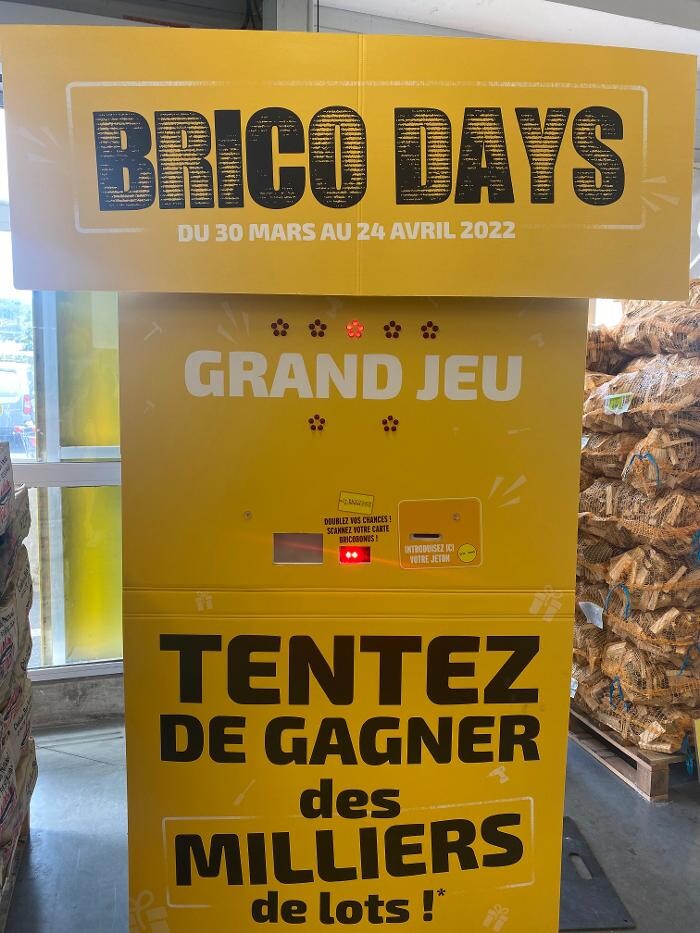 BRICO DAYS
DU 30 MARS AU 24 AVRIL 2022
GRAND JEU
DOUBLEZ VOS CHANCES !
SCANNEZ VOTRE CARTE
BRICOBONUS !
INTRODUISEZ ICI
VOTRE JETON
TENTEZ
DE GAGNER
des
MILLIERS
de lots !*